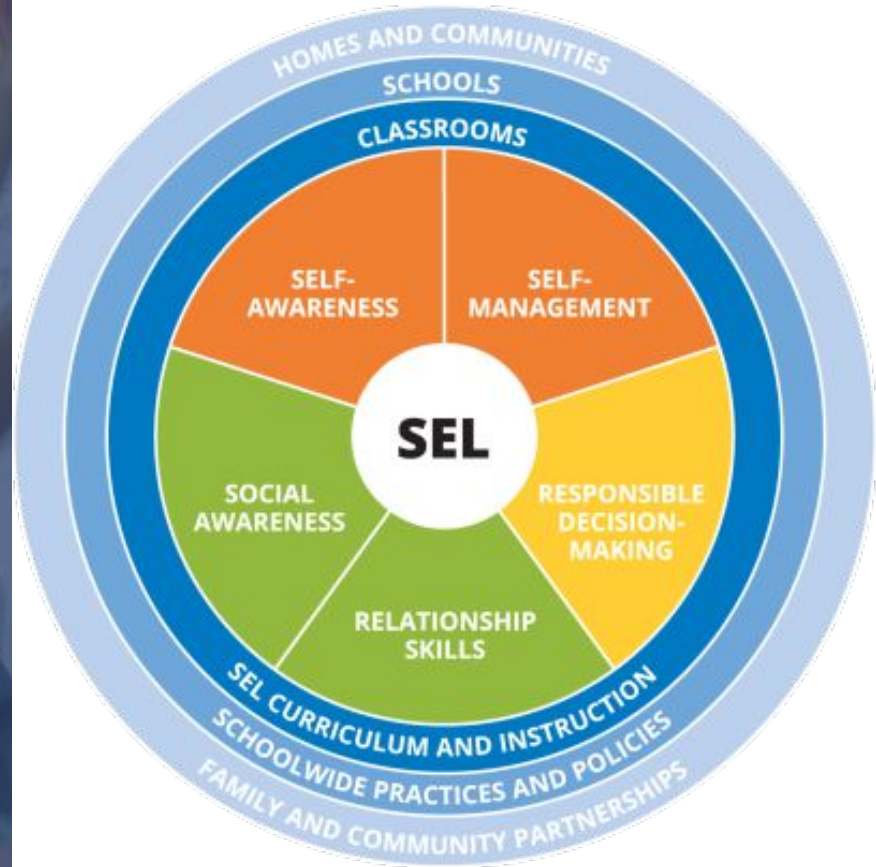 HOMES AND COMMUNITIES
SCHOOLS
CLASSROOMS
SELF-
AWARENESS
SELF-
MANAGEMENT
SEL
SOCIAL
AWARENESS
RESPONSIBLE
DECISION-
MAKING
RELATIONSHIP
SKILLS
SEL CURRICULUM AND INSTRUCTION
SCHOOLWIDE PRACTICES AND POLICIES
FAMILY AND COMMUNITY PARTNERSHIPS